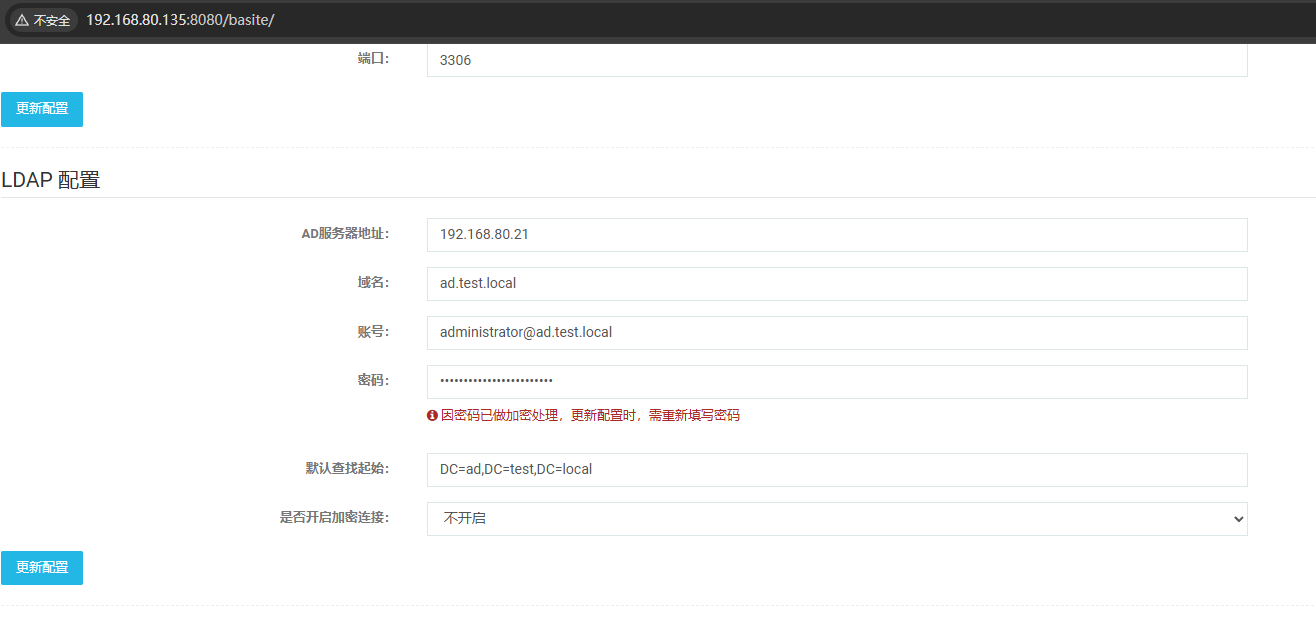 不安全 192.168.80.135:8080/basite/
端口： 3306
更新配置
LDAP 配置
AD服务器地址： 192.168.80.21
域名： ad.test.local
账号： administrator@ad.test.local
密码： ························
因密码已做加密处理，更新配置时，需重新填写密码
默认查找起始： DC=ad,DC=test,DC=local
是否开启加密连接： 不开启
更新配置